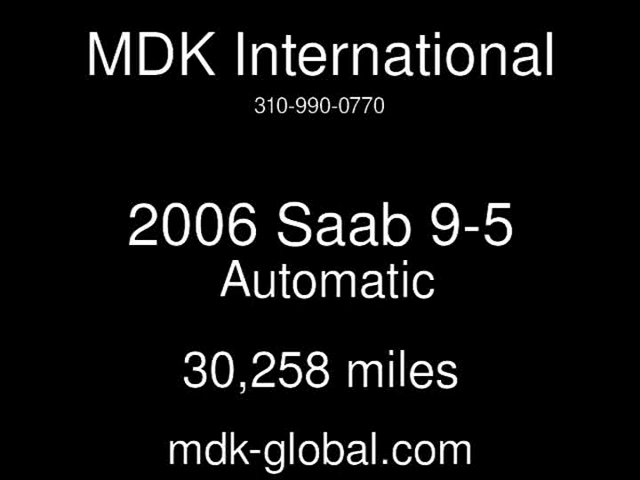 MDK International
310-990-0770
2006 Saab 9-5
Automatic
30,258 miles
mdk-global.com